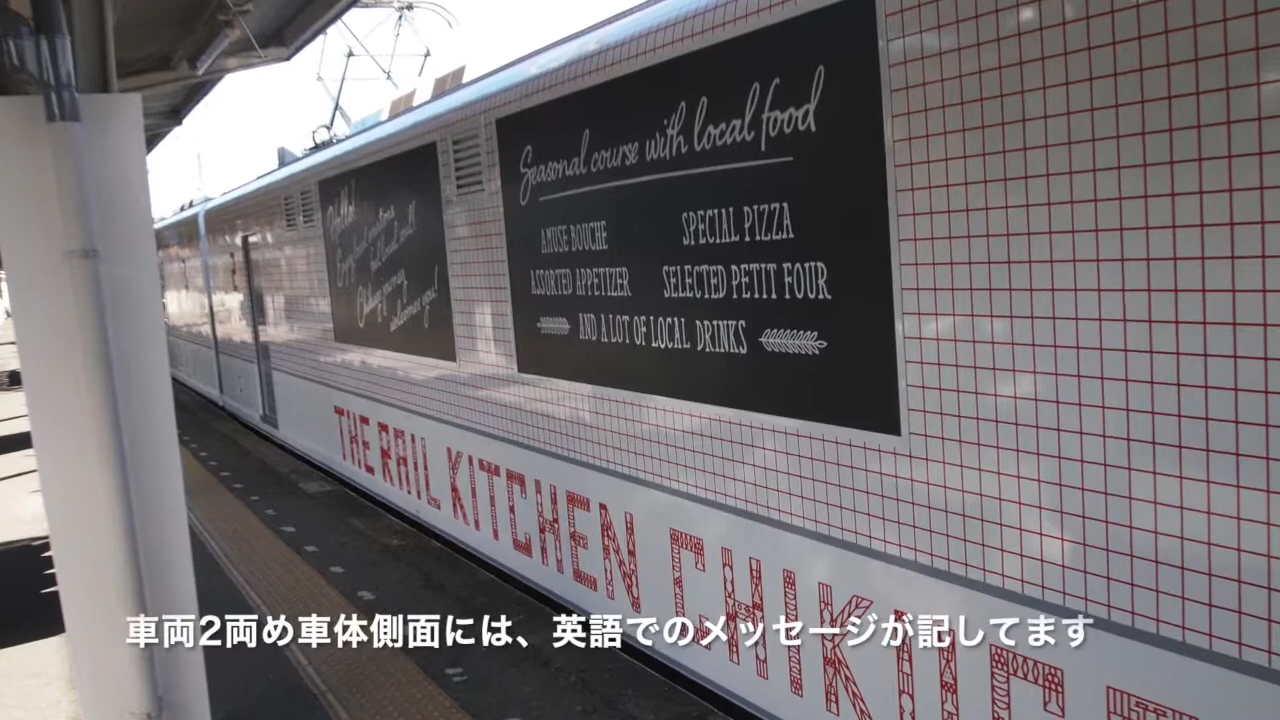 Hello!
Seasonal course with local food
AMUSE BOUCHE
SPECIAL PIZZA
ASSORTED APPETIZER
SELECTED PETIT FOUR
AND A LOT OF LOCAL DRINKS
THE RAIL KITCHEN CHIKUG
車両2両め車体側面には、英語でのメッセージが記してます